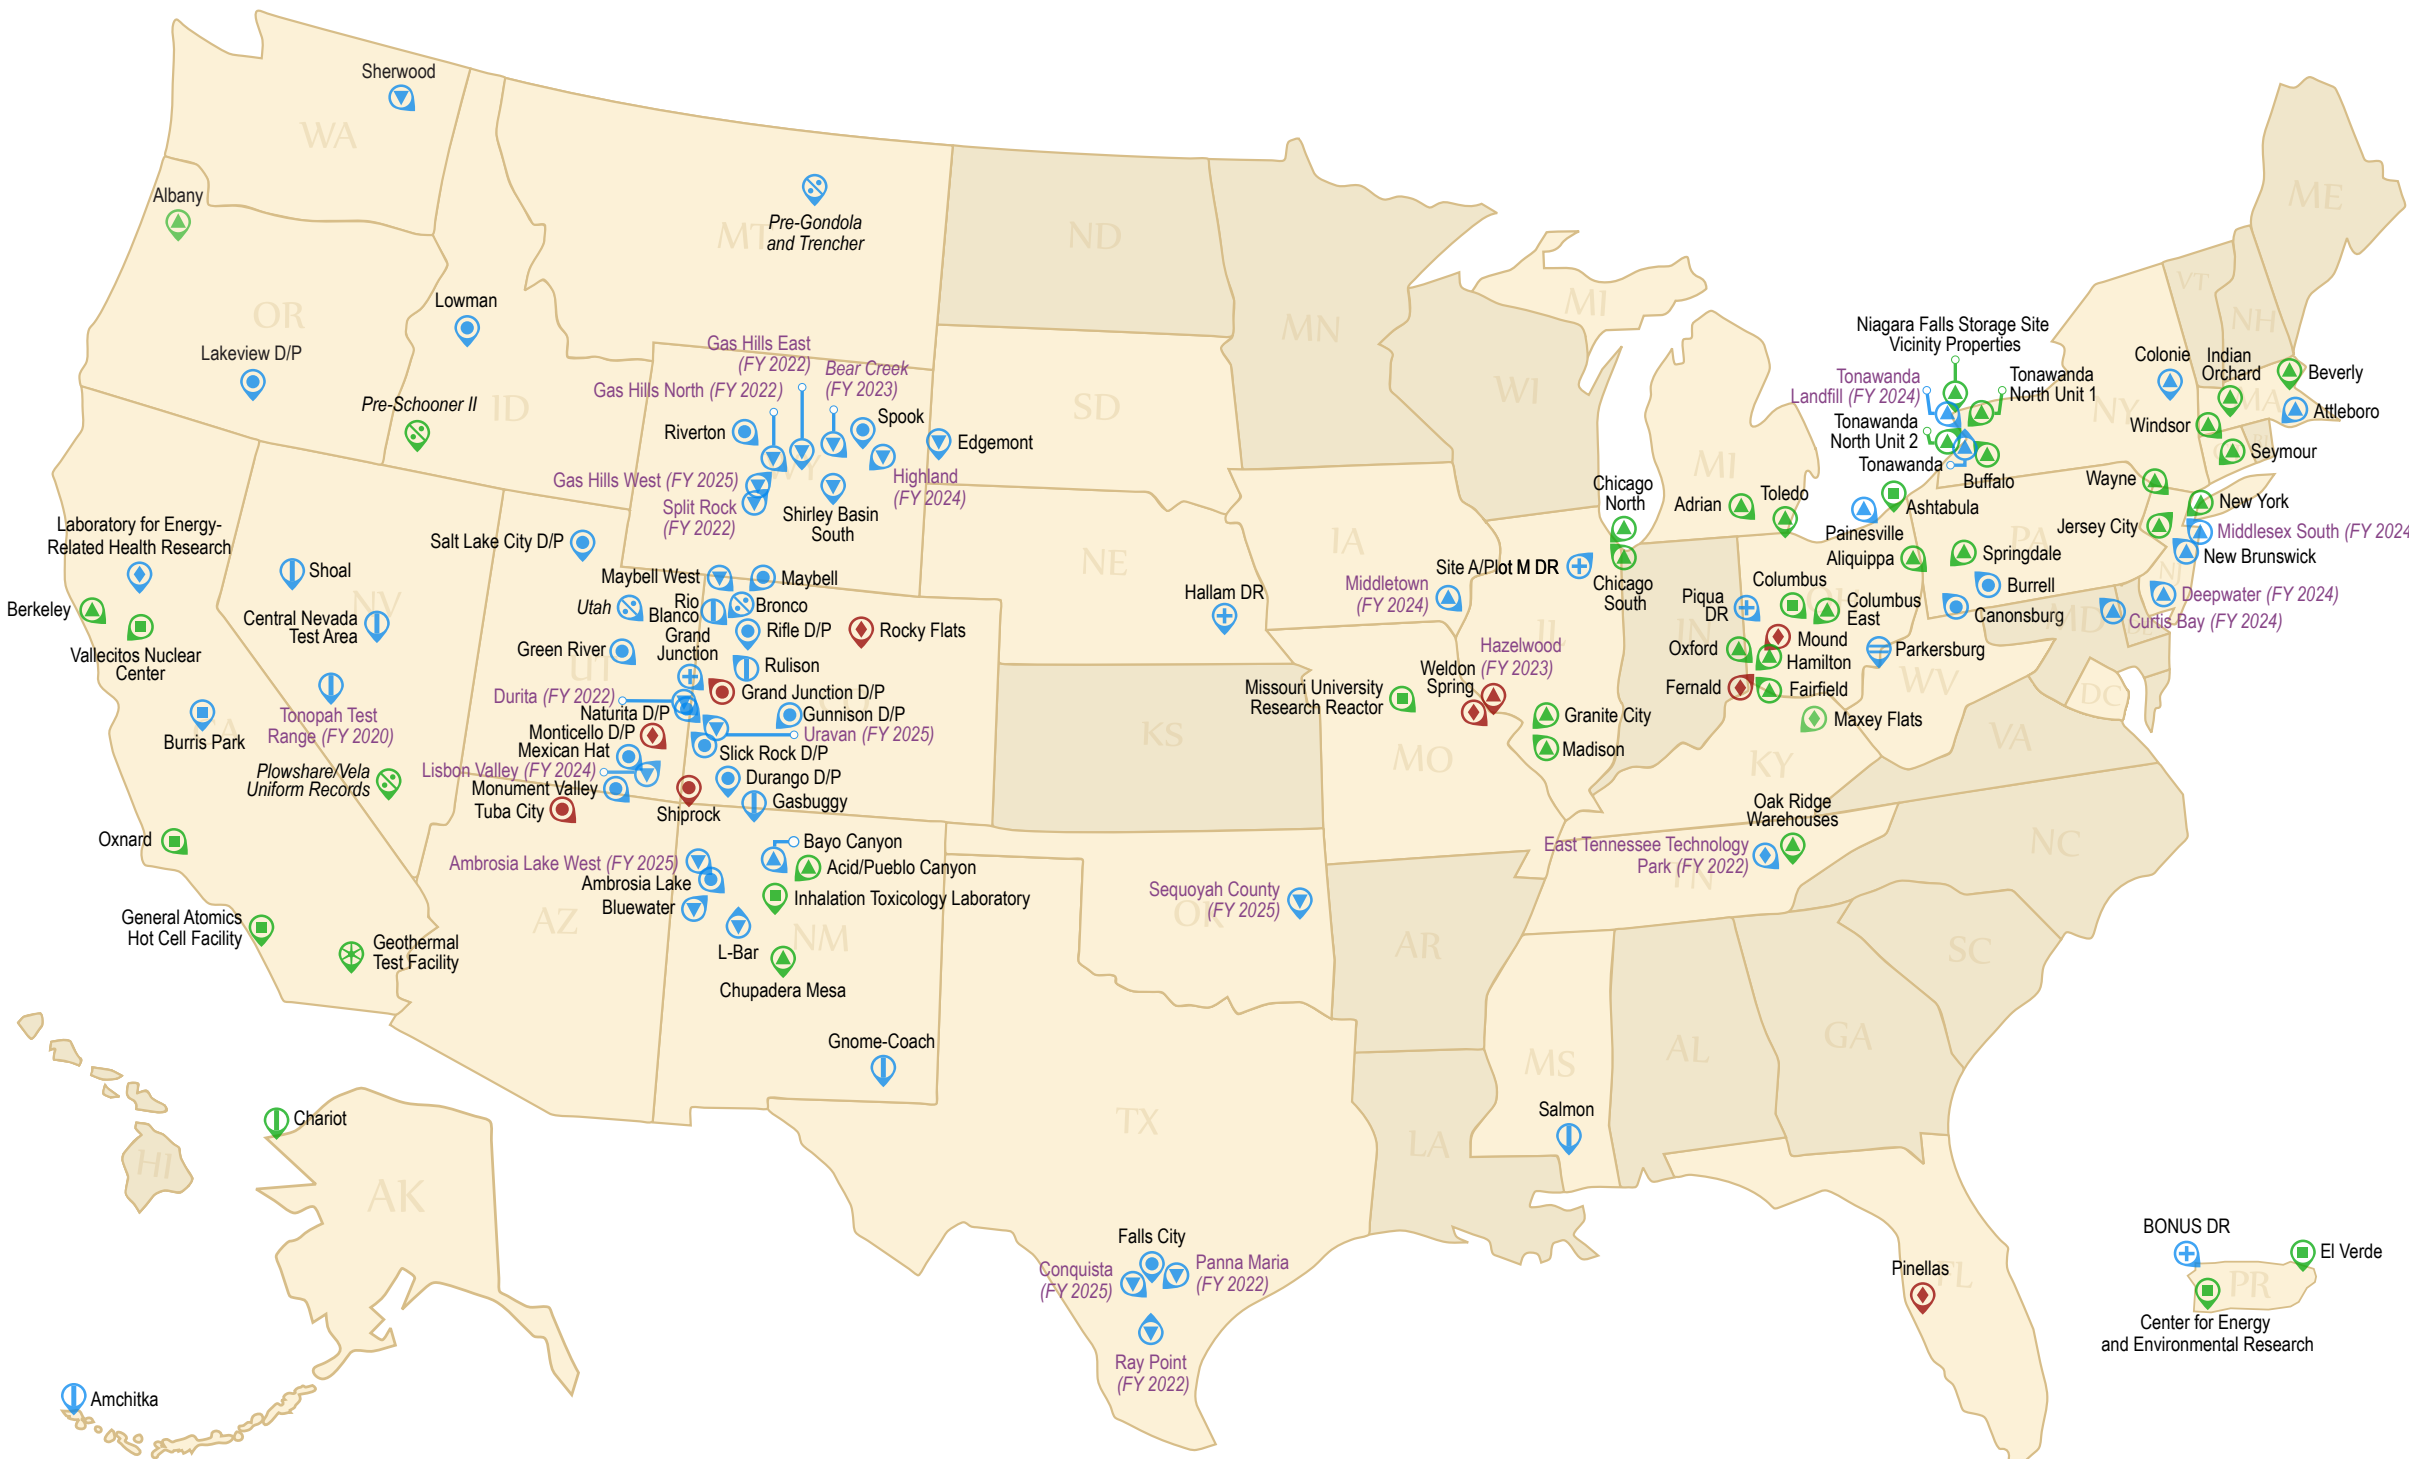 Sherwood
WA
Albany
OR
Lakeview D/P
Lowman
Pre-Schooner II
ID
MT
Pre-Gondola
and Trencher
ND
MN
SD
WI
MI
MI
ME
VT
NH
Gas Hills East
(FY 2022)
Gas Hills North (FY 2022)
Bear Creek
(FY 2023)
Spook
Riverton
Edgemont
WY
Gas Hills West (FY 2025)
Highland
(FY 2024)
Split Rock
(FY 2022)
Shirley Basin
South
Niagara Falls Storage Site
Vicinity Properties
Tonawanda
Landfill (FY 2024)
Tonawanda
North Unit 1
Tonawanda
North Unit 2
Tonawanda
Buffalo
NY
Colonie
Indian
Orchard
Beverly
MA
Attleboro
Windsor
Seymour
Wayne
New York
Jersey City
Middlesex South (FY 2024
New Brunswick
NJ
Deepwater (FY 2024)
Curtis Bay (FY 2024)
MD
DC
PA
Painesville
Ashtabula
Aliquippa
Springdale
Burrell
Canonsburg
Parkersburg
WV
VA
Adrian
Toledo
Chicago
North
Chicago
South
Site A/Plot M DR
Middletown
(FY 2024)
IA
IL
IN
Piqua
DR
Columbus
Columbus
East
OH
Mound
Oxford
Hamilton
Fernald
Fairfield
Maxey Flats
KY
Hallam DR
NE
Hazelwood
(FY 2023)
Weldon
Spring
Missouri University
Research Reactor
Granite City
Madison
MO
KS
Laboratory for Energy-
Related Health Research
Berkeley
Vallecitos Nuclear
Center
Shoal
NV
Central Nevada
Test Area
Burris Park
CA
Tonopah Test
Range (FY 2020)
Plowshare/Vela
Uniform Records
Oxnard
General Atomics
Hot Cell Facility
Geothermal
Test Facility
Salt Lake City D/P
Maybell West
Maybell
Utah
Rio
Blanco
Bronco
Rifle D/P
Rocky Flats
Green River
UT
Grand
Junction
Rulison
Grand Junction D/P
CO
Durita (FY 2022)
Naturita D/P
Gunnison D/P
Uravan (FY 2025)
Monticello D/P
Mexican Hat
Slick Rock D/P
Lisbon Valley (FY 2024)
Durango D/P
Monument Valley
Tuba City
Shiprock
Gasbuggy
Bayo Canyon
Ambrosia Lake West (FY 2025)
Acid/Pueblo Canyon
Ambrosia Lake
Inhalation Toxicology Laboratory
Bluewater
AZ
NM
L-Bar
Chupadera Mesa
Gnome-Coach
Sequoyah County
(FY 2025)
OK
AR
TX
LA
MS
Salmon
AL
GA
SC
NC
TN
Oak Ridge
Warehouses
East Tennessee Technology
Park (FY 2022)
Falls City
Conquista
(FY 2025)
Panna Maria
(FY 2022)
Ray Point
(FY 2022)
Pinellas
FL
BONUS DR
El Verde
PR
Center for Energy
and Environmental Research
HI
Chariot
AK
Amchitka